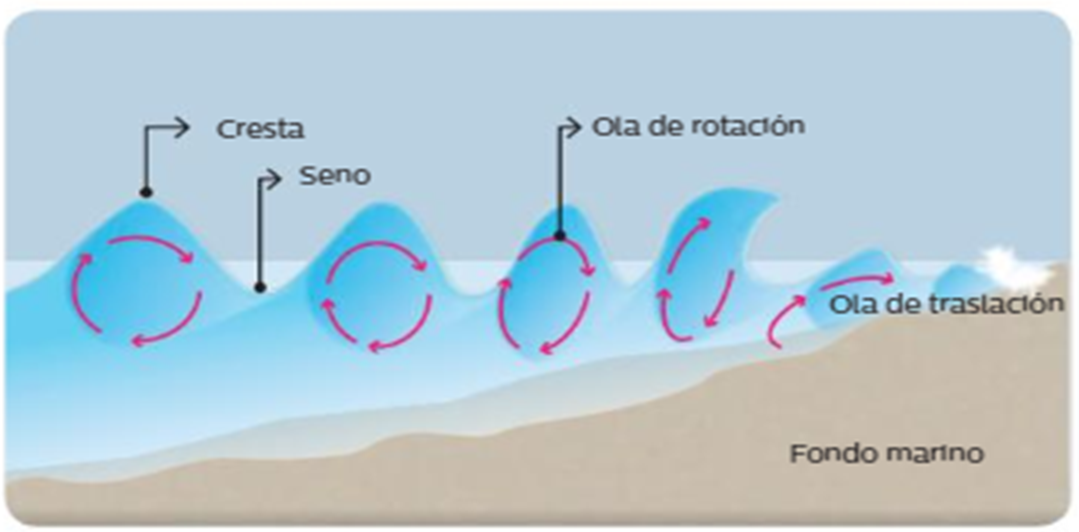 Cresta
Ola de rotación
Seno
Ola de traslación
Fondo marino